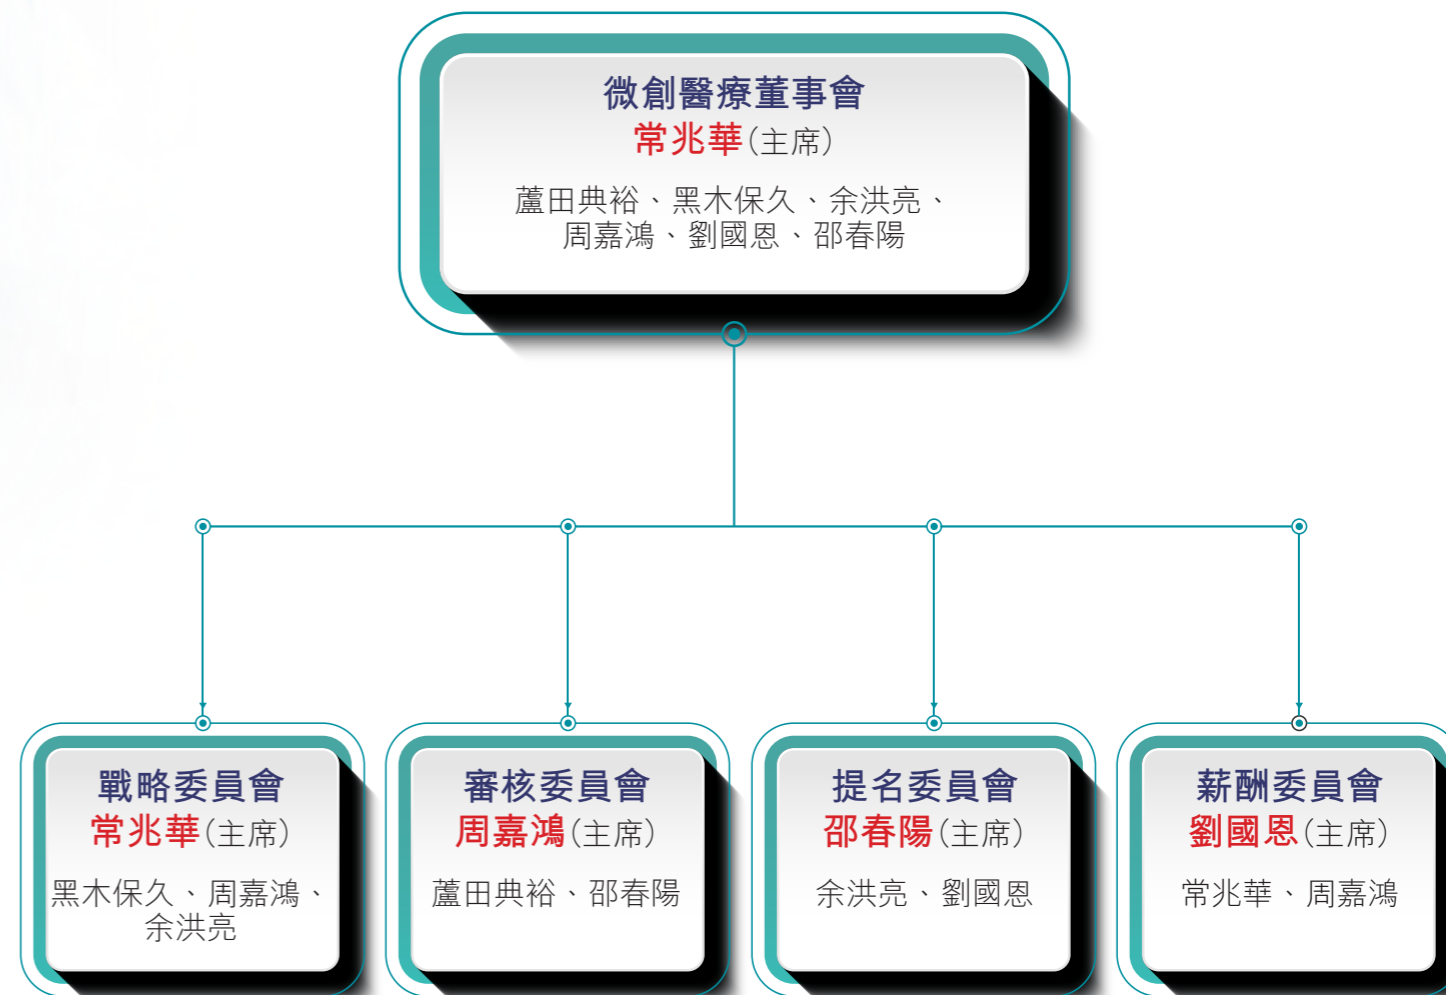 微創醫療董事會
常兆華(主席)
蘆田典裕、黑木保久、余洪亮、
周嘉鴻、劉國恩、邵春陽
戰略委員會
常兆華(主席)
黑木保久、周嘉鴻、
余洪亮
審核委員會
周嘉鴻(主席)
蘆田典裕、邵春陽
提名委員會
邵春陽(主席)
余洪亮、劉國恩
薪酬委員會
劉國恩(主席)
常兆華、周嘉鴻